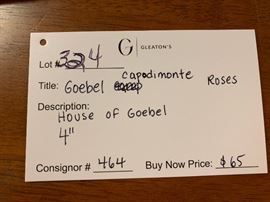 G | GLEATON'S
Lot # 324
capodimonte
Title: Goebel Roses
Description:
House of Goebel
4"
Consignor # 464 Buy Now Price: $65